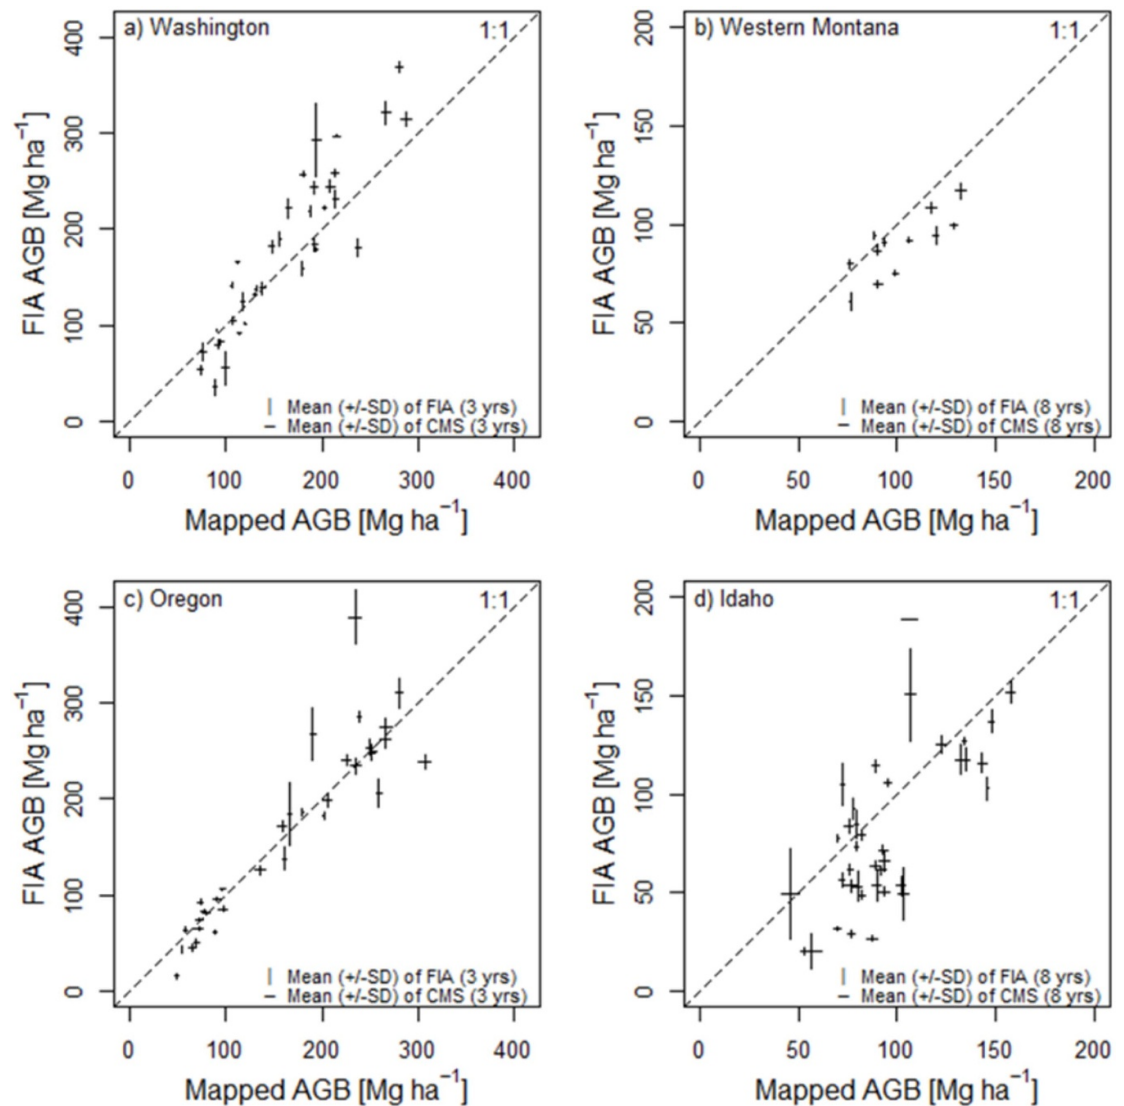 a) Washington
1:1
FIA AGB [Mg ha−1]
400
300
200
100
0
| Mean (+/-SD) of FIA (3 yrs)
– Mean (+/-SD) of CMS (3 yrs)
0 100 200 300 400
Mapped AGB [Mg ha−1]
b) Western Montana
1:1
FIA AGB [Mg ha−1]
200
150
100
50
0
| Mean (+/-SD) of FIA (8 yrs)
– Mean (+/-SD) of CMS (8 yrs)
0 50 100 150 200
Mapped AGB [Mg ha−1]
c) Oregon
1:1
FIA AGB [Mg ha−1]
400
300
200
100
0
| Mean (+/-SD) of FIA (3 yrs)
– Mean (+/-SD) of CMS (3 yrs)
0 100 200 300 400
Mapped AGB [Mg ha−1]
d) Idaho
1:1
FIA AGB [Mg ha−1]
200
150
100
50
0
| Mean (+/-SD) of FIA (8 yrs)
– Mean (+/-SD) of CMS (8 yrs)
0 50 100 150 200
Mapped AGB [Mg ha−1]